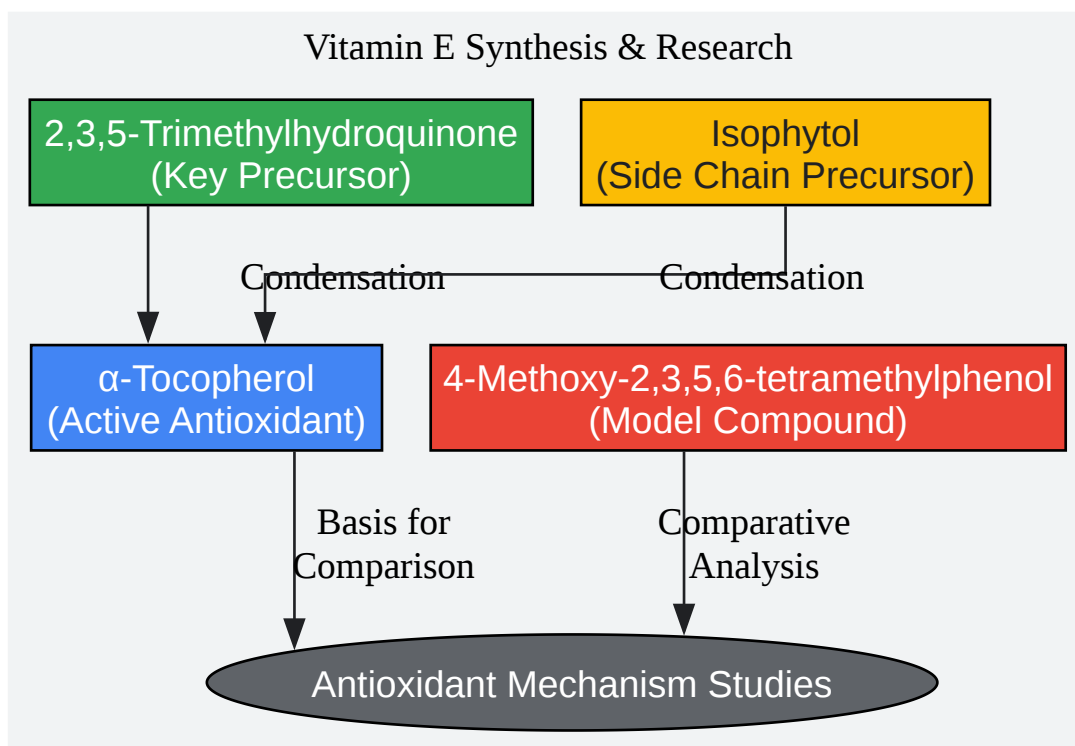 Vitamin E Synthesis & Research
2,3,5-Trimethylhydroquinone
(Key Precursor)
Isophytol
(Side Chain Precursor)
Condensation
Condensation
α-Tocopherol
(Active Antioxidant)
4-Methoxy-2,3,5,6-tetramethylphenol
(Model Compound)
Basis for
Comparison
Comparative
Analysis
Antioxidant Mechanism Studies